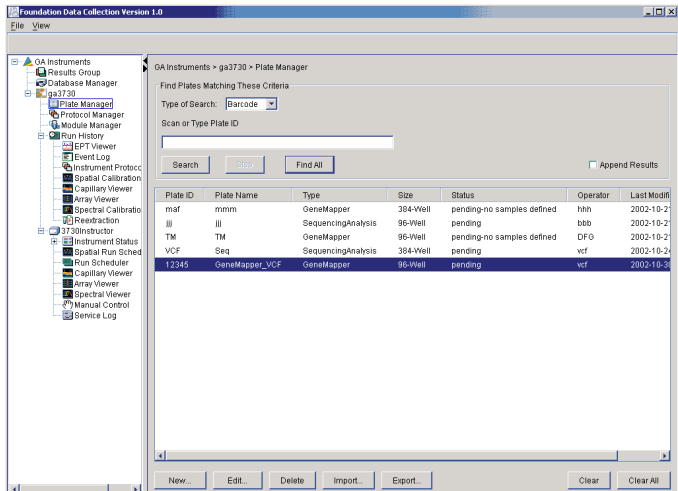 Foundation Data Collection Version 1.0
File View
GA Instruments
Results Group
Database Manager
ga3730
Plate Manager
Protocol Manager
Module Manager
Run History
EPT Viewer
Event Log
Instrument Protoco
Spatial Calibration
Capillary Viewer
Array Viewer
Spectral Calibratio
Reextraction
3730Instructor
Instrument Status
Spatial Run Sched
Run Scheduler
Capillary Viewer
Array Viewer
Spectral Viewer
Manual Control
Service Log
GA Instruments > ga3730 > Plate Manager
Find Plates Matching These Criteria
Type of Search: Barcode
Scan or Type Plate ID
Search Stop Find All Append Results
Plate ID Plate Name Type Size Status Operator Last Modifi
maf mmm GeneMapper 384-Well pending-no samples defined hhh 2002-10-21
jjj jjj SequencingAnalysis 96-Well pending bbb 2002-10-21
TM TM GeneMapper 96-Well pending-no samples defined DFG 2002-10-21
VCF Seq SequencingAnalysis 384-Well pending vcf 2002-10-24
12345 GeneMapper_VCF GeneMapper 96-Well pending vcf 2002-10-30
New... Edit... Delete Import... Export... Clear Clear All